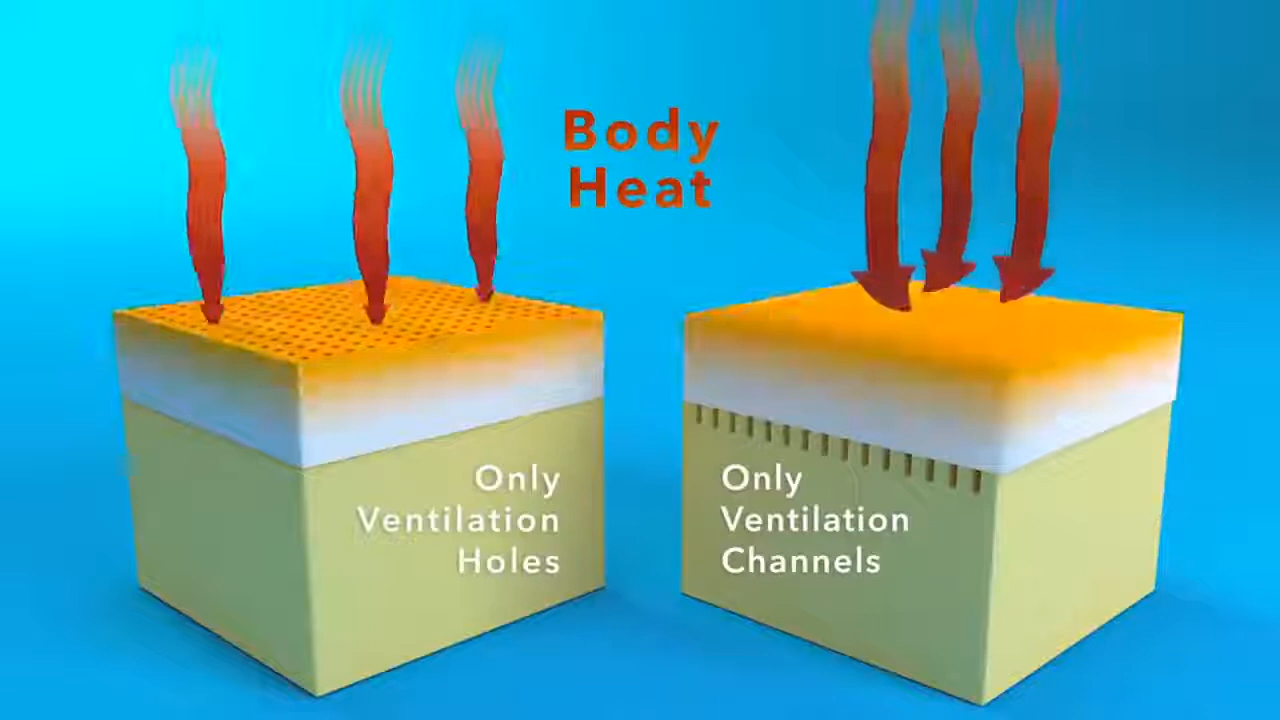 Body
Heat
Only
Ventilation
Holes
Only
Ventilation
Channels